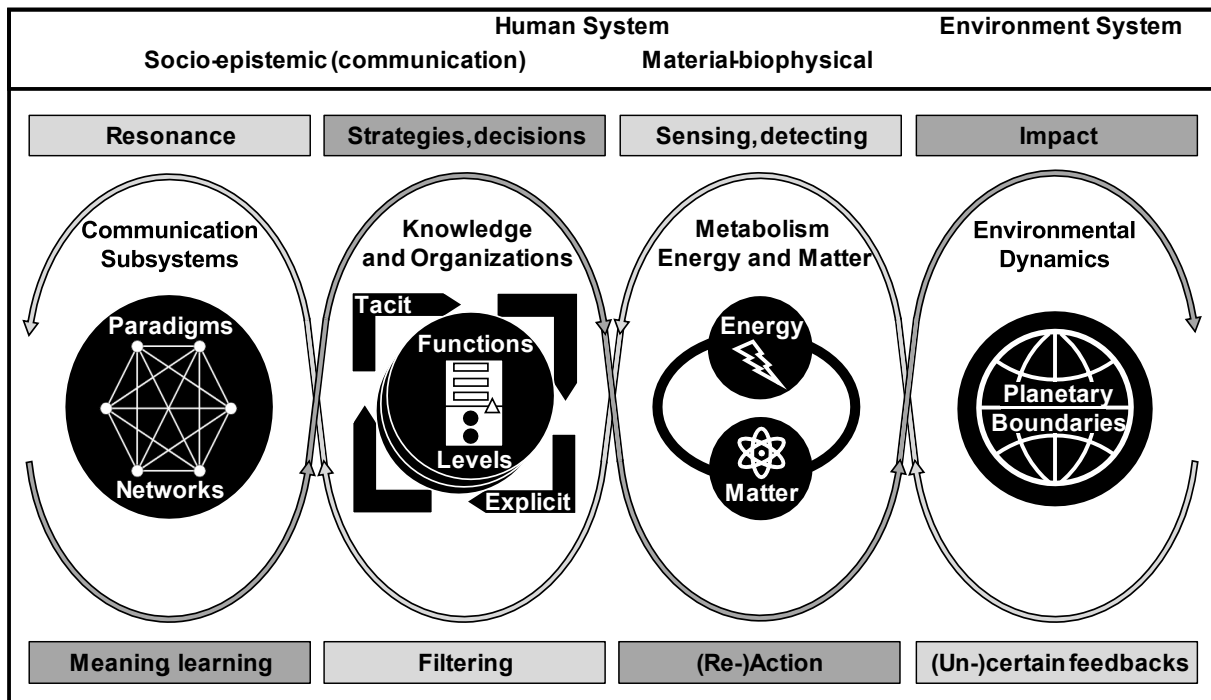 Human System
Environment System
Socio-epistemic (communication)
Material-biophysical
Resonance
Strategies, decisions
Sensing, detecting
Impact
Communication
Subsystems
Paradigms
Networks
Knowledge
and Organizations
Tacit
Functions
Levels
Explicit
Metabolism
Energy and Matter
Energy
Matter
Environmental
Dynamics
Planetary
Boundaries
Meaning, learning
Filtering
(Re-)Action
(Un-)certain feedbacks